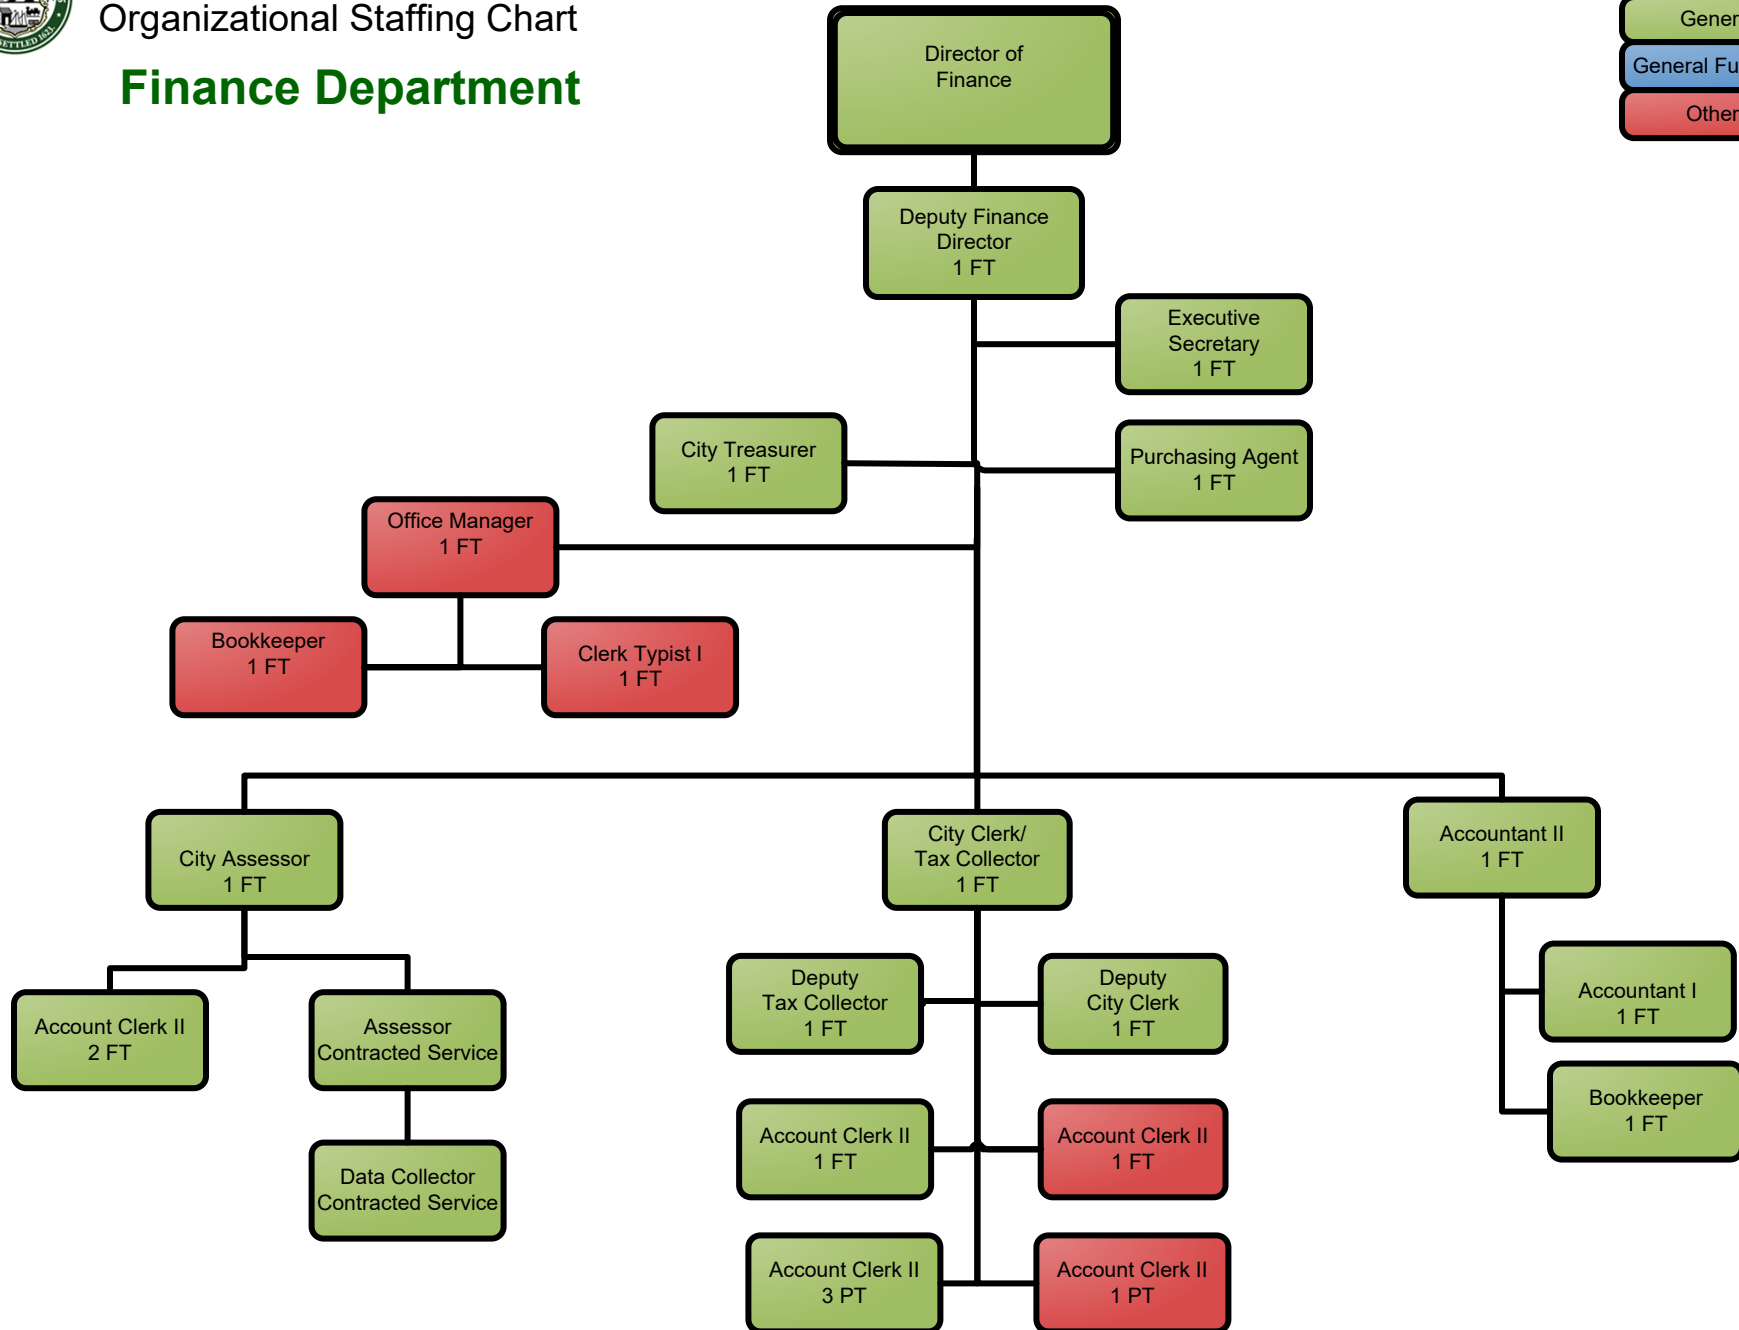 SETTLED 1623.
Organizational Staffing Chart
Finance Department
Director of
Finance
General Fu
Other
Deputy Finance
Director
1 FT
Executive
Secretary
1 FT
City Treasurer
1 FT
Purchasing Agent
1 FT
Office Manager
1 FT
Bookkeeper
1 FT
Clerk Typist I
1 FT
City Assessor
1 FT
City Clerk/
Tax Collector
1 FT
Accountant II
1 FT
Account Clerk II
2 FT
Assessor
Contracted Service
Deputy
Tax Collector
1 FT
Deputy
City Clerk
1 FT
Accountant I
1 FT
Bookkeeper
1 FT
Data Collector
Contracted Service
Account Clerk II
1 FT
Account Clerk II
1 FT
Account Clerk II
3 PT
Account Clerk II
1 PT